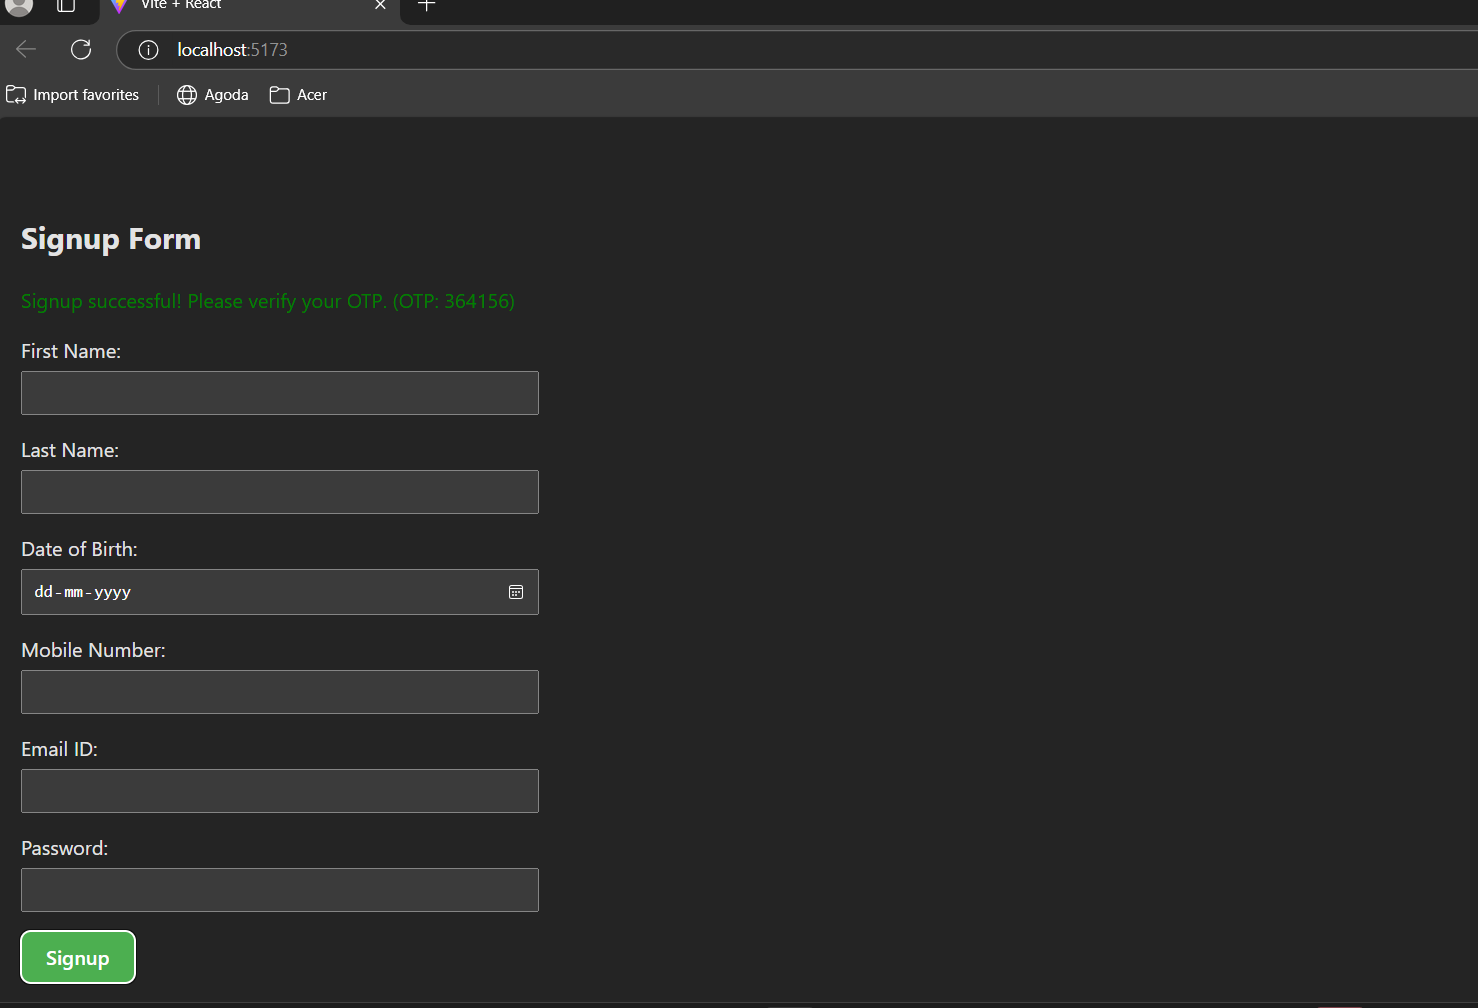 Vite + React
localhost:5173
Import favorites
Agoda
Acer
Signup Form
Signup successful! Please verify your OTP. (OTP: 364156)
First Name:
Last Name:
Date of Birth:
dd-mm-yyyy
Mobile Number:
Email ID:
Password:
Signup